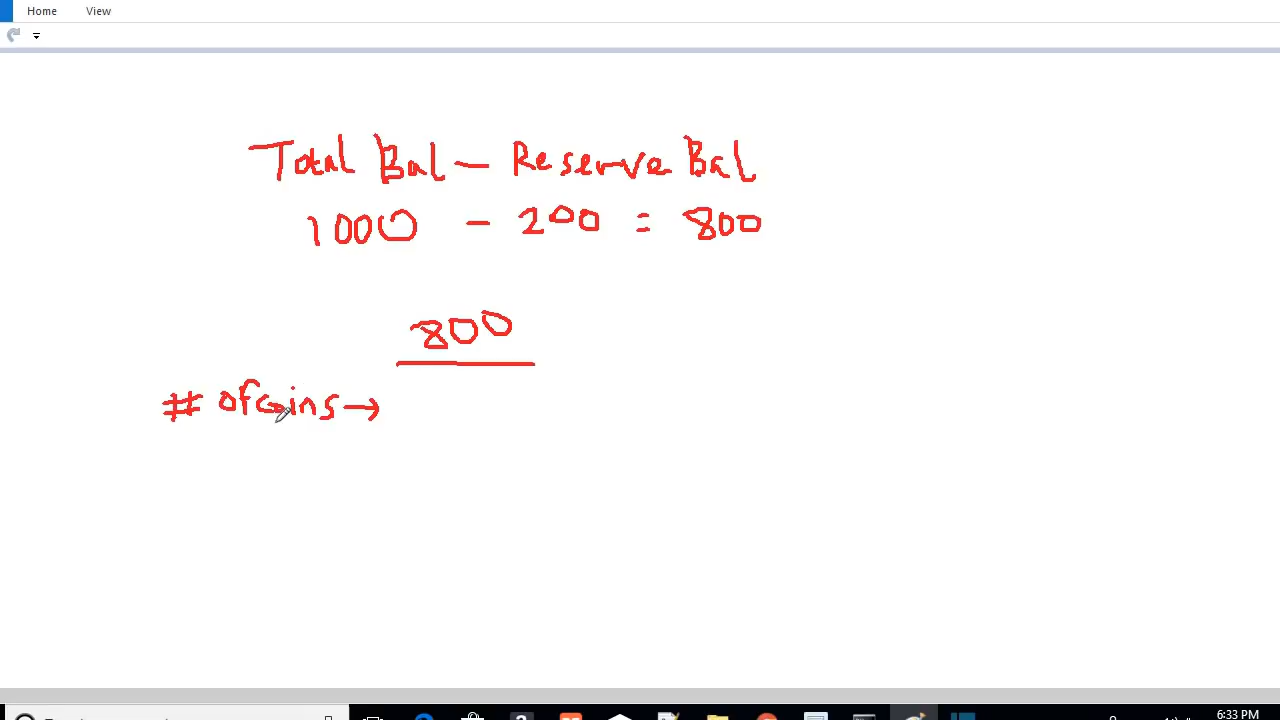 Home View
Total Bal - Reserve Bal
1000 - 200 = 800
800
# of coins →
6:33 PM